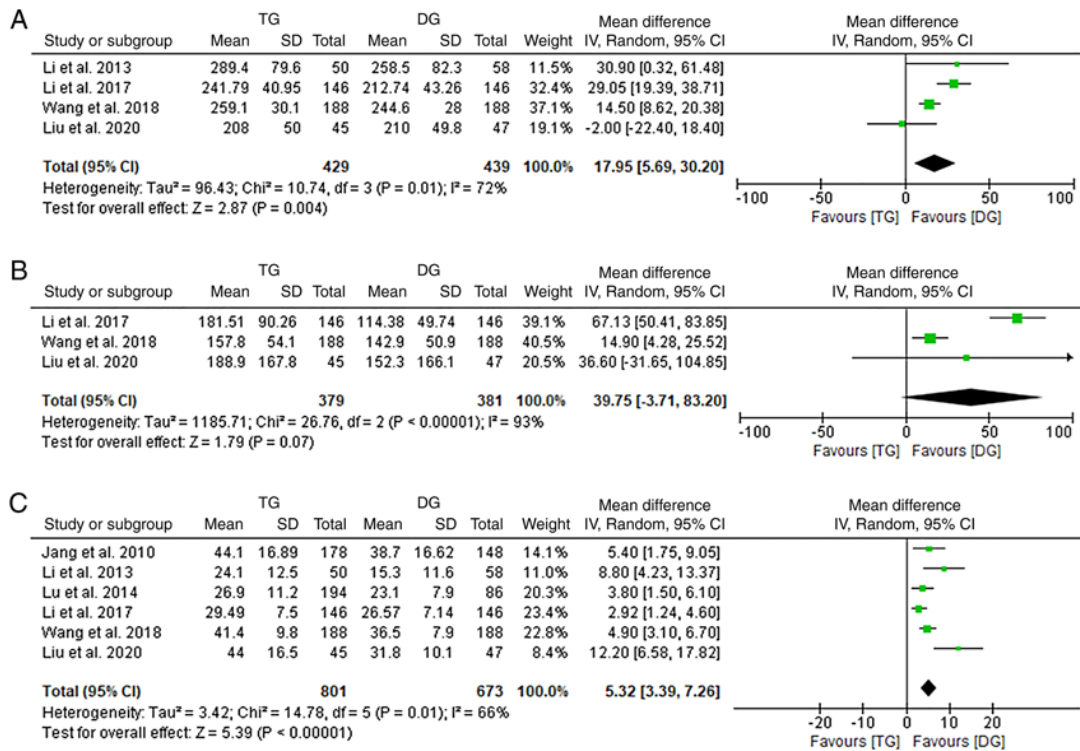 A
TG DG Mean difference Mean difference
Study or subgroup Mean SD Total Mean SD Total Weight IV, Random, 95% CI IV, Random, 95% CI
Li et al. 2013 289.4 79.6 50 258.5 82.3 58 11.5% 30.90 [0.32, 61.48]
Li et al. 2017 241.79 40.95 146 212.74 43.26 146 32.4% 29.05 [19.39, 38.71]
Wang et al. 2018 259.1 30.1 188 244.6 28 188 37.1% 14.50 [8.62, 20.38]
Liu et al. 2020 208 50 45 210 49.8 47 19.1% -2.00 [-22.40, 18.40]
Total (95% CI) 429 439 100.0% 17.95 [5.69, 30.20]
Heterogeneity: Tau² = 96.43; Chi² = 10.74, df = 3 (P = 0.01); I² = 72%
Test for overall effect: Z = 2.87 (P = 0.004)
-100 -50 0 50 100
Favours [TG] Favours [DG]
B
TG DG Mean difference Mean difference
Study or subgroup Mean SD Total Mean SD Total Weight IV, Random, 95% CI IV, Random, 95% CI
Li et al. 2017 181.51 90.26 146 114.38 49.74 146 39.1% 67.13 [50.41, 83.85]
Wang et al. 2018 157.8 54.1 188 142.9 50.9 188 40.5% 14.90 [4.28, 25.52]
Liu et al. 2020 188.9 167.8 45 152.3 166.1 47 20.5% 36.60 [-31.65, 104.85]
Total (95% CI) 379 381 100.0% 39.75 [-3.71, 83.20]
Heterogeneity: Tau² = 1185.71; Chi² = 26.76, df = 2 (P < 0.00001); I² = 93%
Test for overall effect: Z = 1.79 (P = 0.07)
-100 -50 0 50 100
Favours [TG] Favours [DG]
C
TG DG Mean difference Mean difference
Study or subgroup Mean SD Total Mean SD Total Weight IV, Random, 95% CI IV, Random, 95% CI
Jang et al. 2010 44.1 16.89 178 38.7 16.62 148 14.1% 5.40 [1.75, 9.05]
Li et al. 2013 24.1 12.5 50 15.3 11.6 58 11.0% 8.80 [4.23, 13.37]
Lu et al. 2014 26.9 11.2 194 23.1 7.9 86 20.3% 3.80 [1.50, 6.10]
Li et al. 2017 29.49 7.5 146 26.57 7.14 146 23.4% 2.92 [1.24, 4.60]
Wang et al. 2018 41.4 9.8 188 36.5 7.9 188 22.8% 4.90 [3.10, 6.70]
Liu et al. 2020 44 16.5 45 31.8 10.1 47 8.4% 12.20 [6.58, 17.82]
Total (95% CI) 801 673 100.0% 5.32 [3.39, 7.26]
Heterogeneity: Tau² = 3.42; Chi² = 14.78, df = 5 (P = 0.01); I² = 66%
Test for overall effect: Z = 5.39 (P < 0.00001)
-20 -10 0 10 20
Favours [TG] Favours [DG]